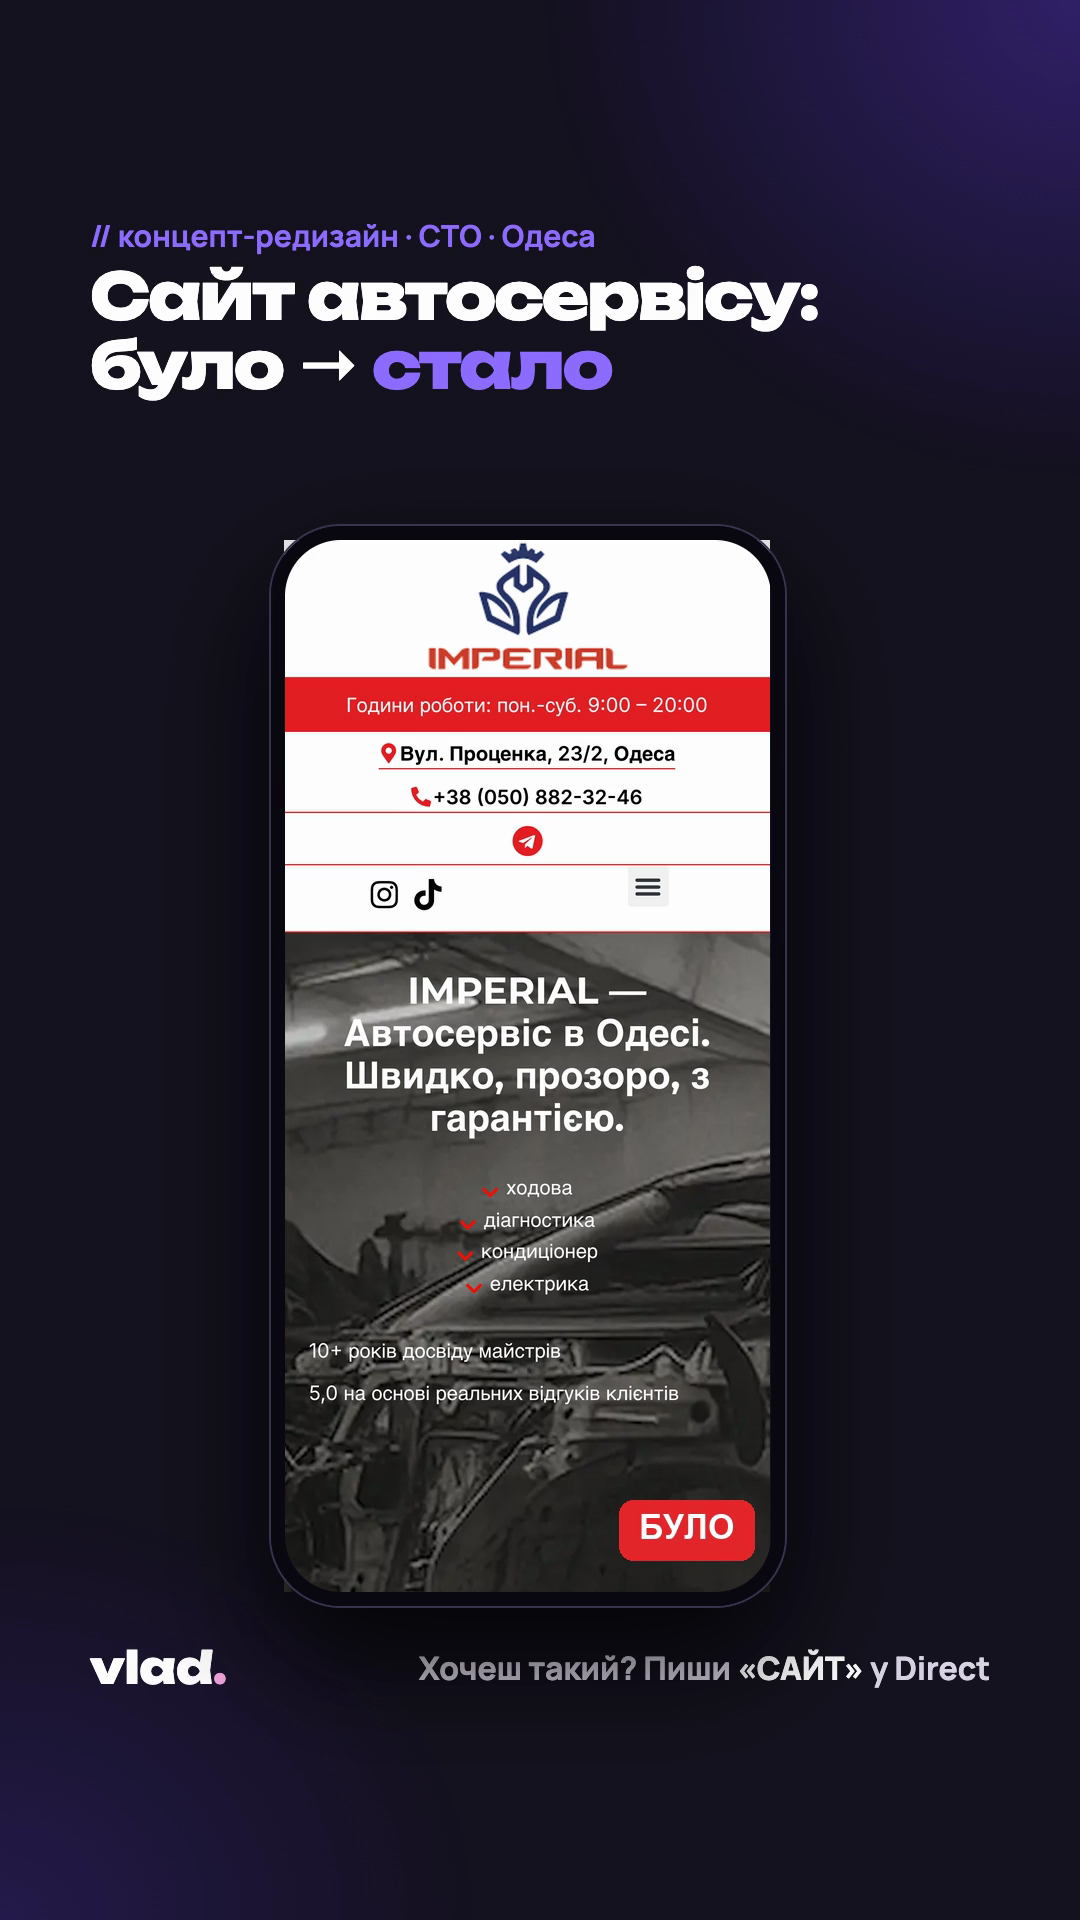 // концепт-редизайн · СТО · Одеса
Сайт автосервісу:
було → стало
IMPERIAL
Години роботи: пон.-суб. 9:00 – 20:00
Вул. Проценка, 23/2, Одеса
+38 (050) 882-32-46
IMPERIAL —
Автосервіс в Одесі.
Швидко, прозоро, з
гарантією.
ходова
діагностика
кондиціонер
електрика
10+ років досвіду майстрів
5,0 на основі реальних відгуків клієнтів
БУЛО
vlad.
Хочеш такий? Пиши «САЙТ» у Direct